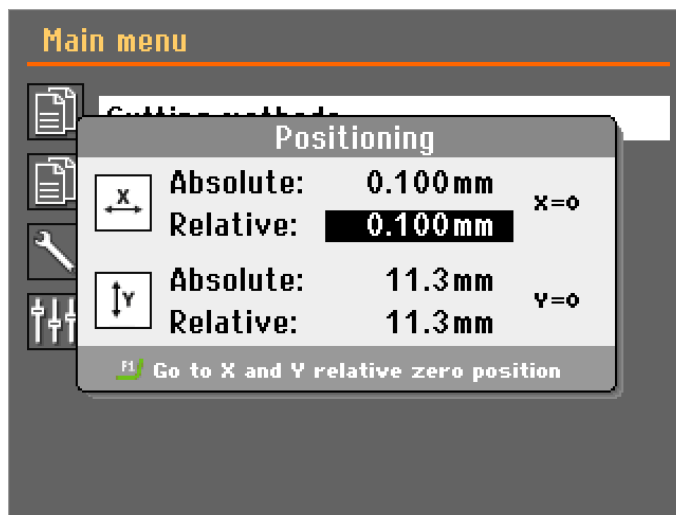 Main menu
Positioning
X
Absolute: 0.100mm
Relative: 0.100mm
X=0
Y
Absolute: 11.3mm
Relative: 11.3mm
Y=0
F1 Go to X and Y relative zero position